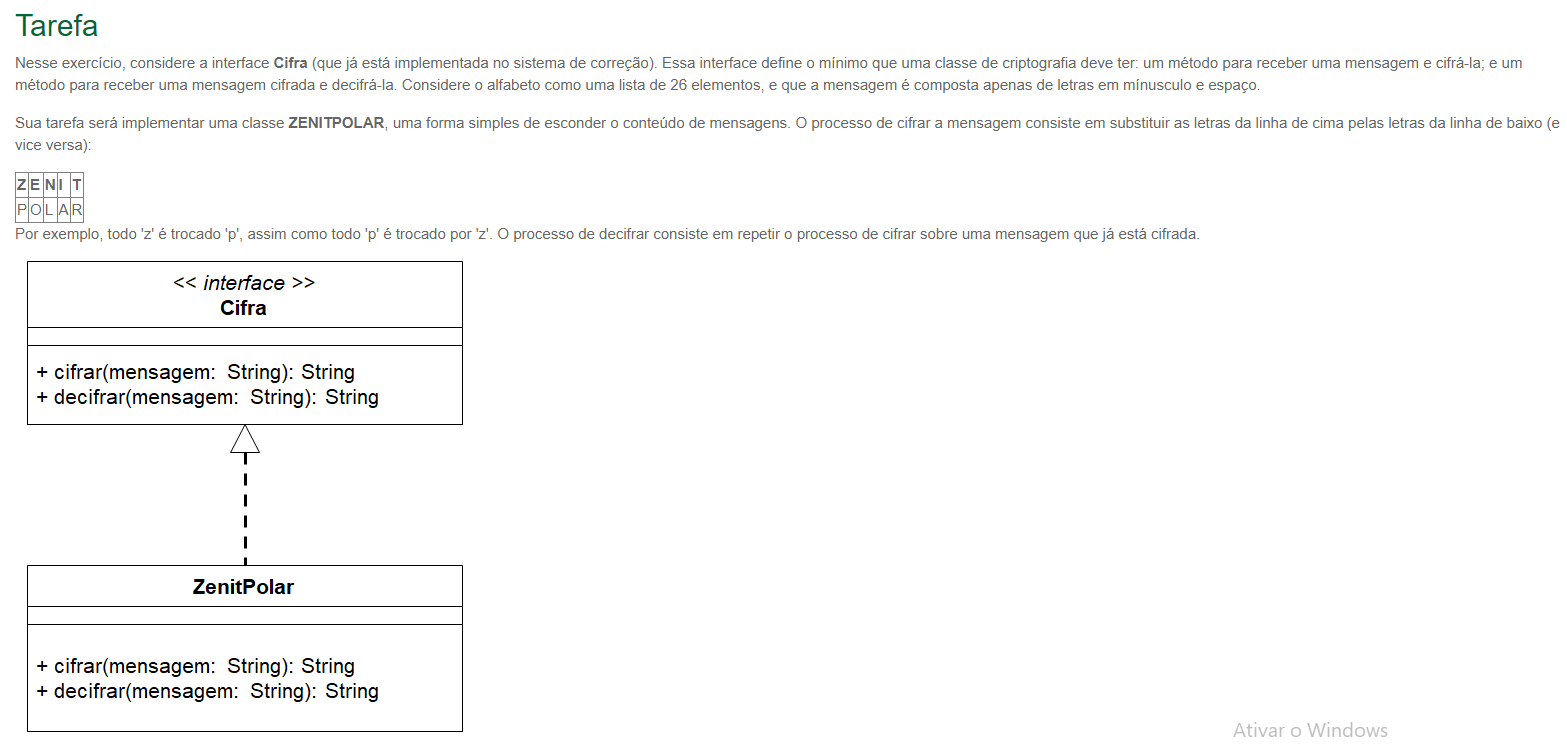 Tarefa
Nesse exercício, considere a interface Cifra (que já está implementada no sistema de correção). Essa interface define o mínimo que uma classe de criptografia deve ter: um método para receber uma mensagem e cifrá-la; e um
método para receber uma mensagem cifrada e decifrá-la. Considere o alfabeto como uma lista de 26 elementos, e que a mensagem é composta apenas de letras em mínusculo e espaço.
Sua tarefa será implementar uma classe ZENITPOLAR, uma forma simples de esconder o conteúdo de mensagens. O processo de cifrar a mensagem consiste em substituir as letras da linha de cima pelas letras da linha de baixo (e
vice versa):
Z E N I T
P O L A R
Por exemplo, todo 'z' é trocado 'p', assim como todo 'p' é trocado por 'z'. O processo de decifrar consiste em repetir o processo de cifrar sobre uma mensagem que já está cifrada.
<< interface >>
Cifra
+ cifrar(mensagem: String): String
+ decifrar(mensagem: String): String
ZenitPolar
+ cifrar(mensagem: String): String
+ decifrar(mensagem: String): String
Ativar o Windows